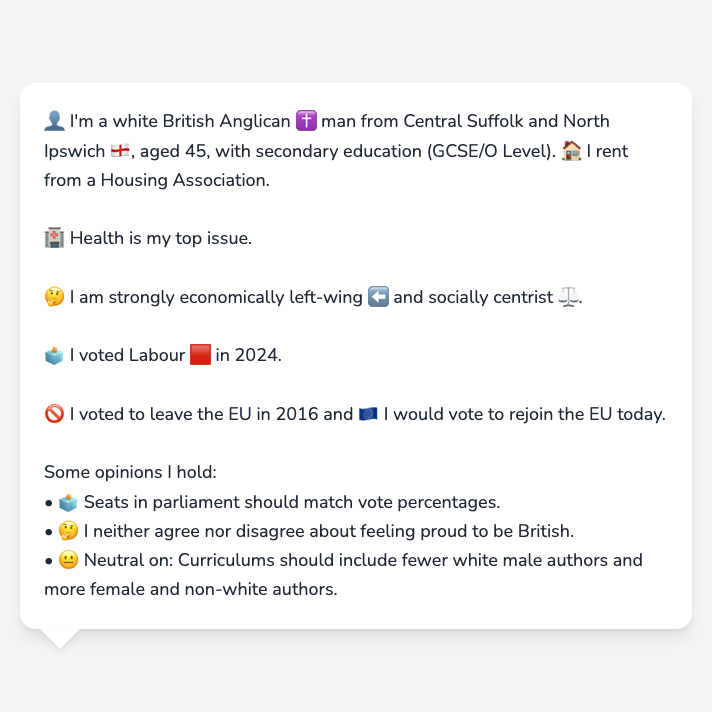 👤 I'm a white British Anglican ✝️ man from Central Suffolk and North
Ipswich 🏴󠁧󠁢󠁥󠁮󠁧󠁿, aged 45, with secondary education (GCSE/O Level). 🏠 I rent
from a Housing Association.
🏥 Health is my top issue.
🤔 I am strongly economically left-wing ⬅️ and socially centrist ⚖️.
🗳️ I voted Labour 🟥 in 2024.
🚫 I voted to leave the EU in 2016 and 🇪🇺 I would vote to rejoin the EU today.
Some opinions I hold:
• 🗳️ Seats in parliament should match vote percentages.
• 🤔 I neither agree nor disagree about feeling proud to be British.
• 😐 Neutral on: Curriculums should include fewer white male authors and
more female and non-white authors.